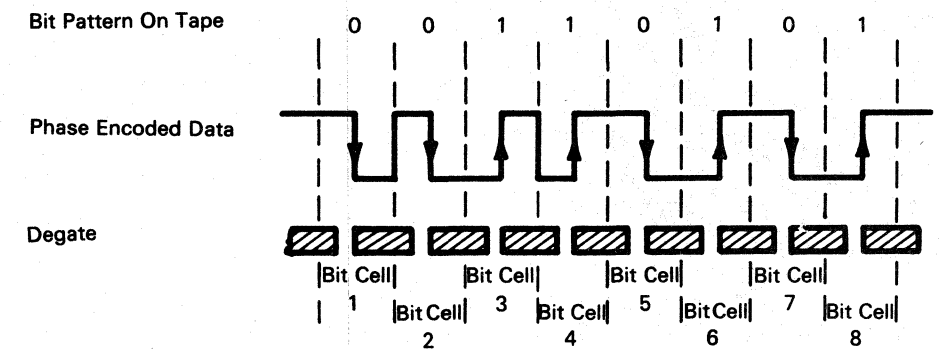 Bit Pattern On Tape 0 0 1 1 0 1 0 1
Phase Encoded Data
Degate
Bit Cell Bit Cell Bit Cell Bit Cell
1 3 5 7
Bit Cell Bit Cell Bit Cell Bit Cell
2 4 6 8